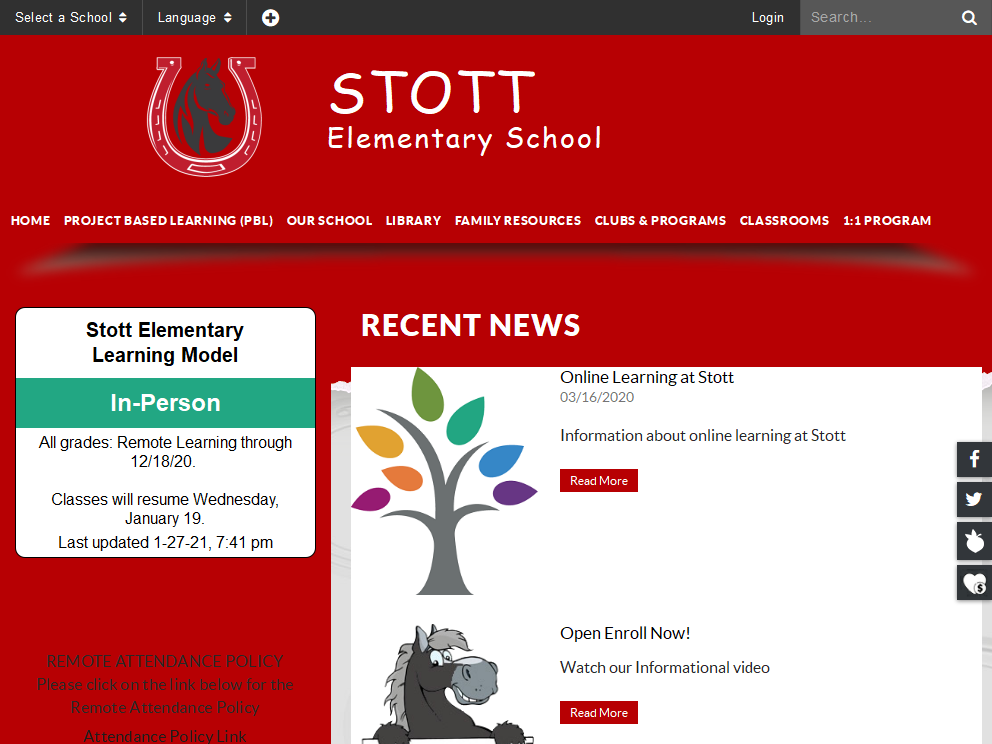 Select a School
Language
Login
Search...
STOTT
Elementary School
HOME PROJECT BASED LEARNING (PBL) OUR SCHOOL LIBRARY FAMILY RESOURCES CLUBS & PROGRAMS CLASSROOMS 1:1 PROGRAM
Stott Elementary
Learning Model
In-Person
All grades: Remote Learning through
12/18/20.
Classes will resume Wednesday,
January 19.
Last updated 1-27-21, 7:41 pm
REMOTE ATTENDANCE POLICY
Please click on the link below for the
Remote Attendance Policy
Attendance Policy Link
RECENT NEWS
Online Learning at Stott
03/16/2020
Information about online learning at Stott
Read More
Open Enroll Now!
Watch our Informational video
Read More